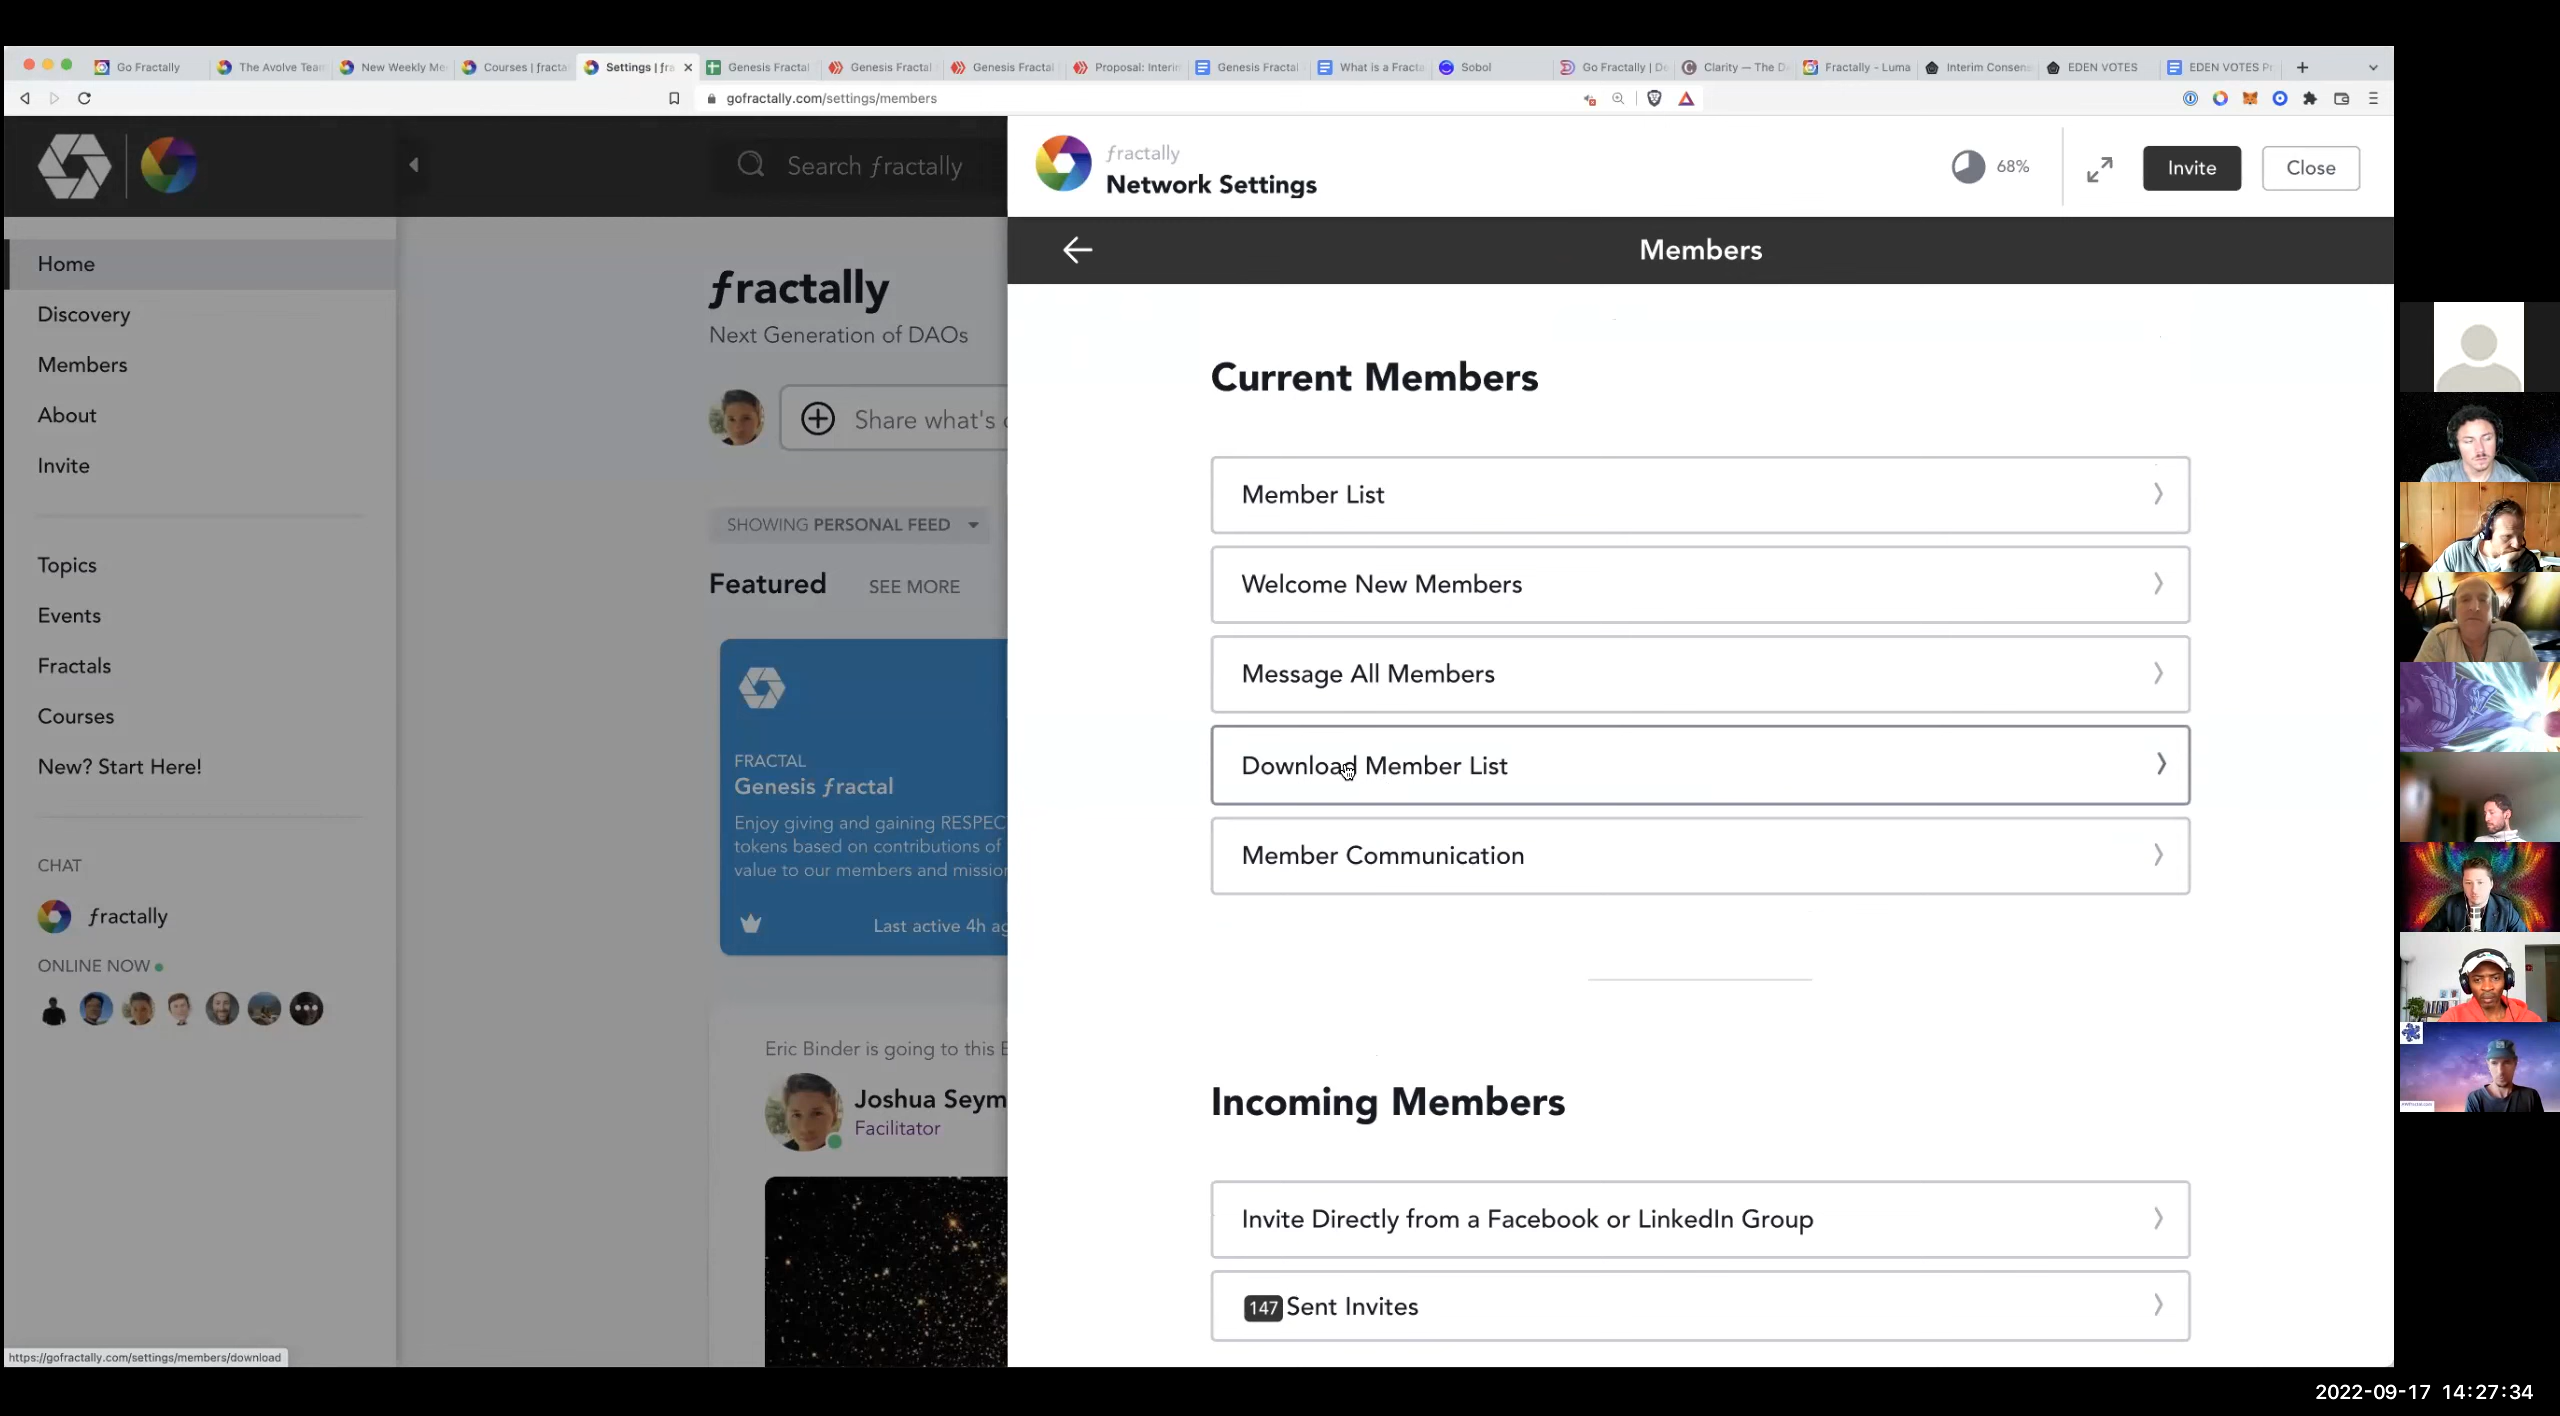 Go Fractally
The Avolve Tea
New Weekly Me
Courses | fracta
Settings | fra
Genesis Fractal
Genesis Fractal
Genesis Fractal
Proposal: Interi
Genesis Fractal
What is a Fracta
Sobol
Go Fractally | D
Clarity — The D
Fractally - Luma
Interim Consens
EDEN VOTES
EDEN VOTES P
gofractally.com/settings/members
Search ƒractally
ƒractally
Network Settings
68%
Invite
Close
Members
Home
Discovery
Members
About
Invite
Topics
Events
Fractals
Courses
New? Start Here!
CHAT
ƒractally
ONLINE NOW
ƒractally
Next Generation of DAOs
Share what's
SHOWING PERSONAL FEED
Featured SEE MORE
FRACTAL
Genesis ƒractal
Enjoy giving and gaining RESPEC
tokens based on contributions of
value to our members and mission
Last active 4h ag
Eric Binder is going to this E
Joshua Seym
Facilitator
Current Members
Member List
Welcome New Members
Message All Members
Download Member List
Member Communication
Incoming Members
Invite Directly from a Facebook or LinkedIn Group
147 Sent Invites
https://gofractally.com/settings/members/download
2022-09-17 14:27:34